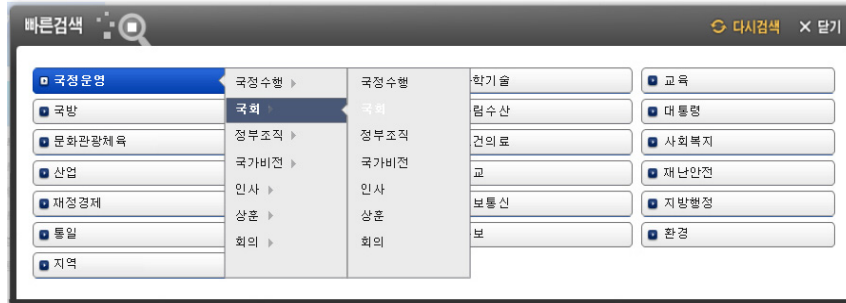 빠른검색
다시검색 × 닫기
국정운영 국정수행 국정수행 학기술 교육
국방 국회 국회 림수산 대통령
문화관광체육 정부조직 정부조직 건의료 사회복지
산업 국가비전 국가비전 교 재난안전
재정경제 인사 인사 보통신 지방행정
통일 상훈 상훈 보 환경
지역 회의 회의